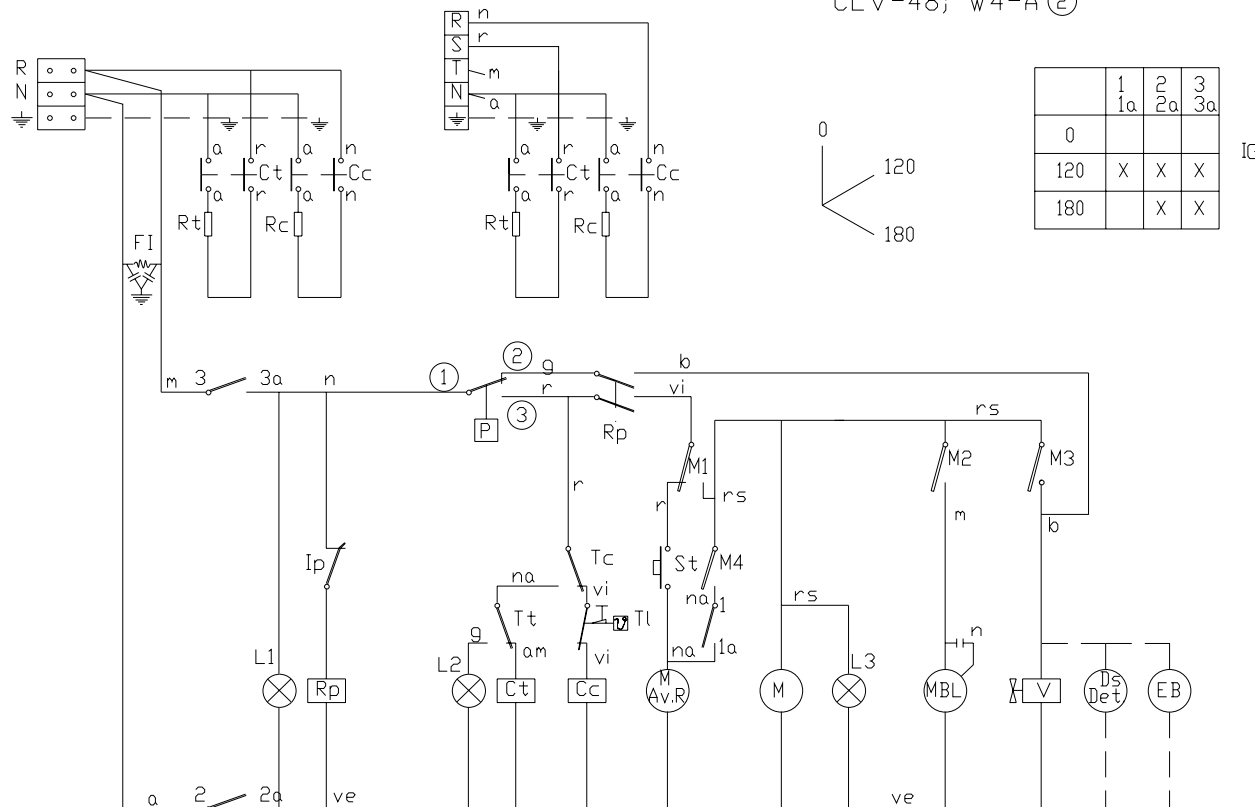 CLV-48; W4-A 2
R
N
R n
S r
T m
N a
a r a n
Ct Cc
a r a n
Rt Rc
a r a n
Ct Cc
a r a n
Rt Rc
FI
0
120
180
1 2 3
1a 2a 3a
0
120 X X X
180 X X
m 3 3a n 1 2 g b
3 r vi
P Rp
rs
M1 M2 M3
r r rs m b
Ip Tc St M4
na vi na 1
Tt T Tl rs
g am vi na 1a n
L1 L2 L3
Rp Ct Cc M Av.R M MBL V Ds Det EB
a 2 2a ve ve